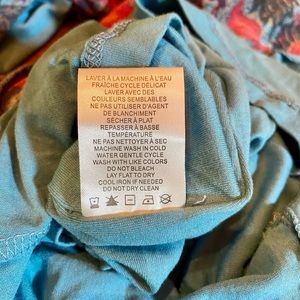 LAVER À LA MACHINE À L'EAU
FRAÎCHE CYCLE DÉLICAT
LAVER AVEC DES
COULEURS SEMBLABLES
NE PAS UTILISER D'AGENT
DE BLANCHIMENT
SÉCHER À PLAT
REPASSER À BASSE
TEMPÉRATURE
NE PAS NETTOYER À SEC
MACHINE WASH IN COLD
WATER GENTLE CYCLE
WASH WITH LIKE COLORS
DO NOT BLEACH
LAY FLAT TO DRY
COOL IRON IF NEEDED
DO NOT DRY CLEAN